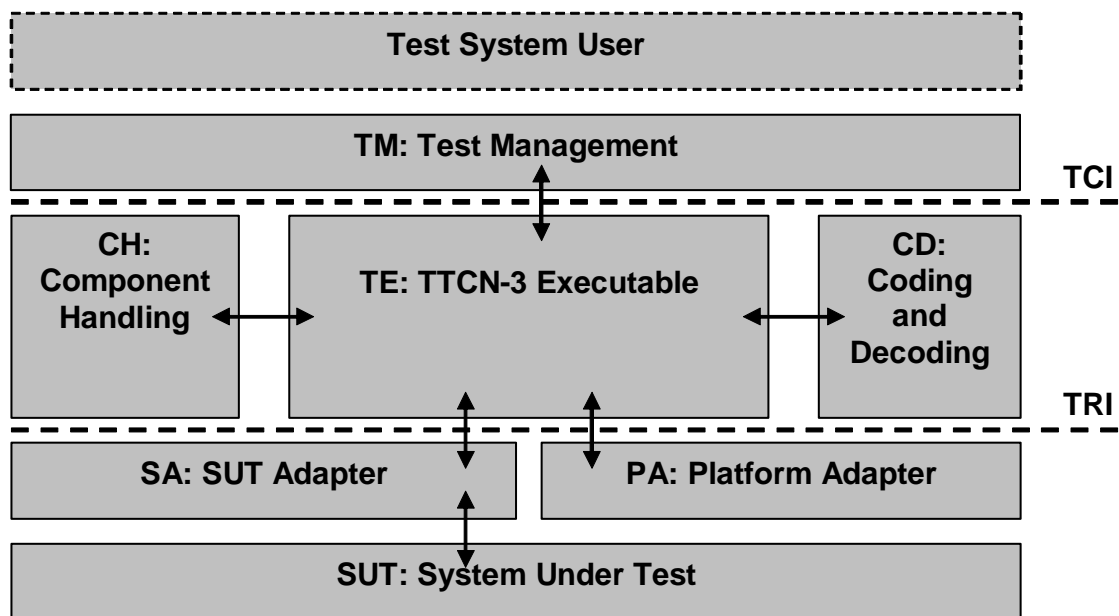 Test System User
TM: Test Management
TCI
CH:
Component
Handling
TE: TTCN-3 Executable
CD:
Coding
and
Decoding
TRI
SA: SUT Adapter
PA: Platform Adapter
SUT: System Under Test